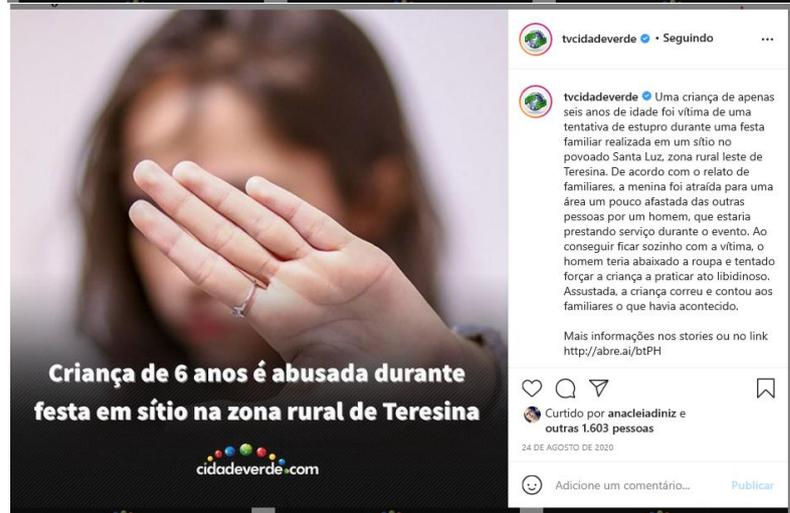 tvcidadeverde • Seguindo
tvcidadeverde Uma criança de apenas
seis anos de idade foi vítima de uma
tentativa de estupro durante uma festa
familiar realizada em um sítio no
povoado Santa Luz, zona rural leste de
Teresina. De acordo com o relato de
familiares, a menina foi atraída para uma
área um pouco afastada das outras
pessoas por um homem, que estaria
prestando serviço durante o evento. Ao
conseguir ficar sozinho com a vítima, o
homem teria abaixado a roupa e tentado
forçar a criança a praticar ato libidinoso.
Assustada, a criança correu e contou aos
familiares o que havia acontecido.
Mais informações nos stories ou no link
http://abre.ai/btPH
Criança de 6 anos é abusada durante
festa em sítio na zona rural de Teresina
cidadeverde.com
Curtido por anacleiadiniz e
outras 1.603 pessoas
24 DE AGOSTO DE 2020
Adicione um comentário... Publicar